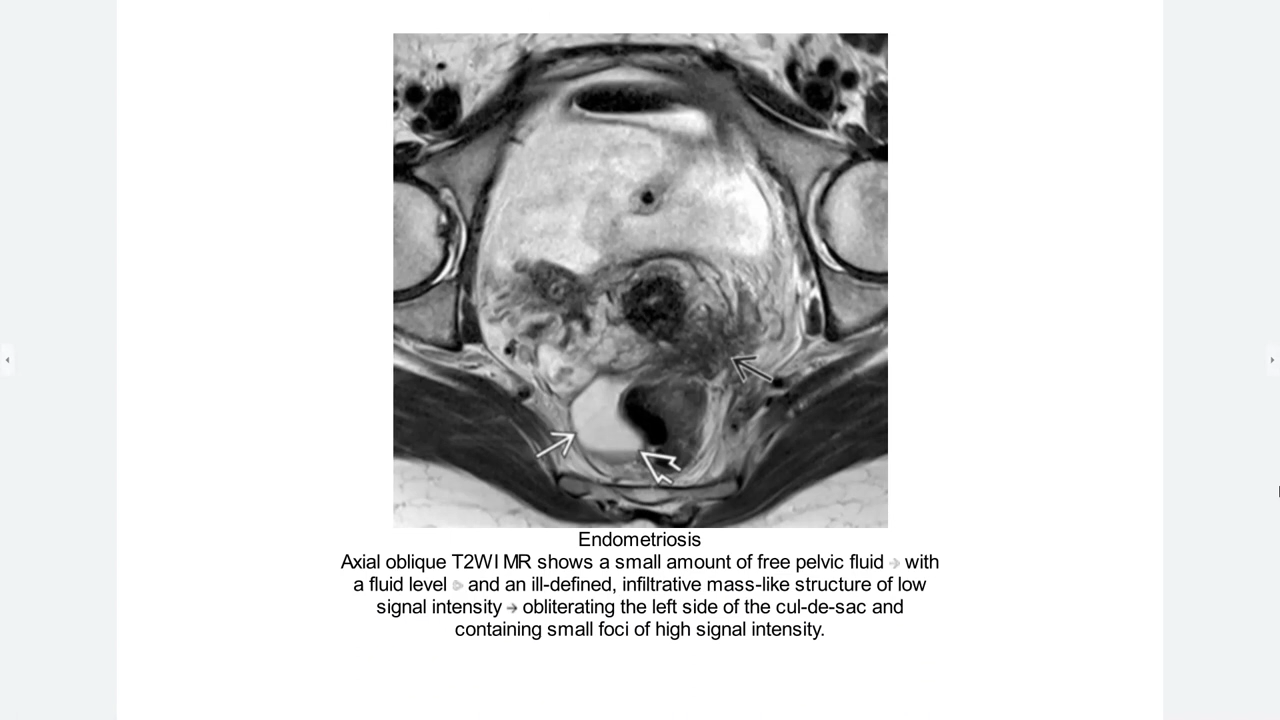 Endometriosis
Axial oblique T2WI MR shows a small amount of free pelvic fluid → with
a fluid level and an ill-defined, infiltrative mass-like structure of low
signal intensity → obliterating the left side of the cul-de-sac and
containing small foci of high signal intensity.